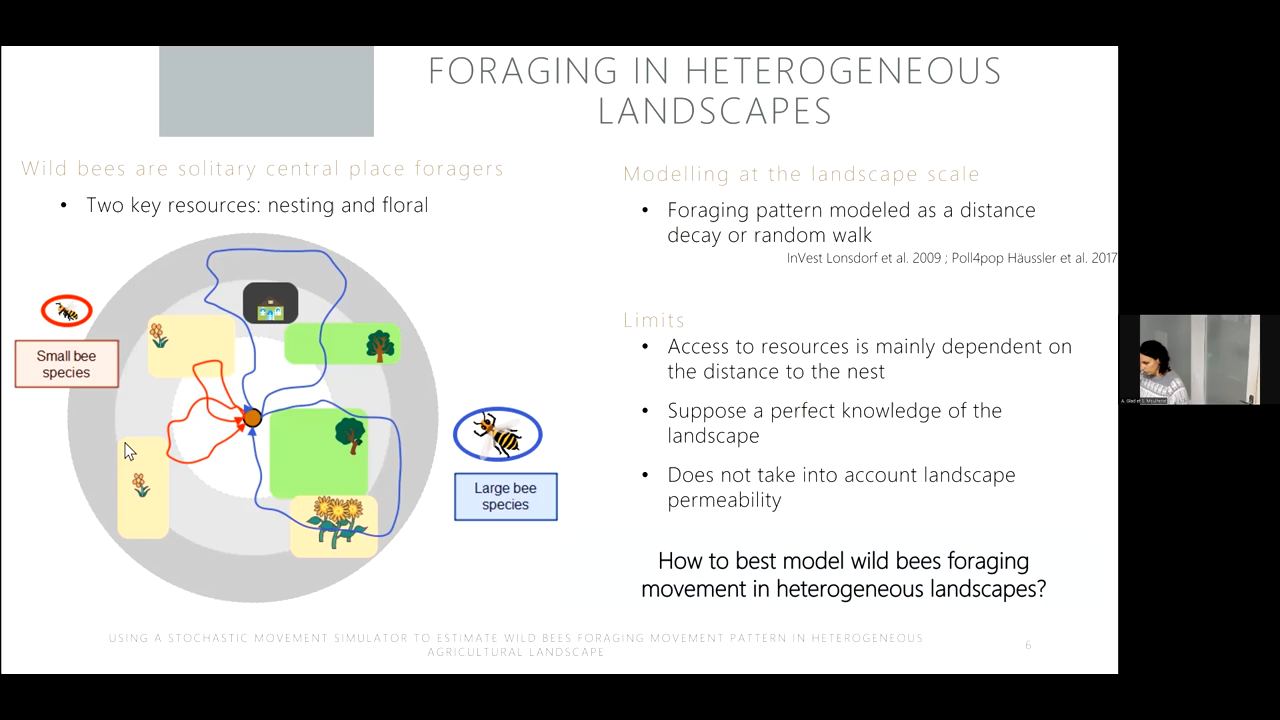 FORAGING IN HETEROGENEOUS
LANDSCAPES
Wild bees are solitary central place foragers
• Two key resources: nesting and floral
Small bee
species
Large bee
species
Modelling at the landscape scale
• Foraging pattern modeled as a distance
decay or random walk
InVest Lonsdorf et al. 2009 ; Poll4pop Häussler et al. 2017
Limits
• Access to resources is mainly dependent on
the distance to the nest
• Suppose a perfect knowledge of the
landscape
• Does not take into account landscape
permeability
How to best model wild bees foraging
movement in heterogeneous landscapes?
USING A STOCHASTIC MOVEMENT SIMULATOR TO ESTIMATE WILD BEES FORAGING MOVEMENT PATTERN IN HETEROGENEOUS
AGRICULTURAL LANDSCAPE
6